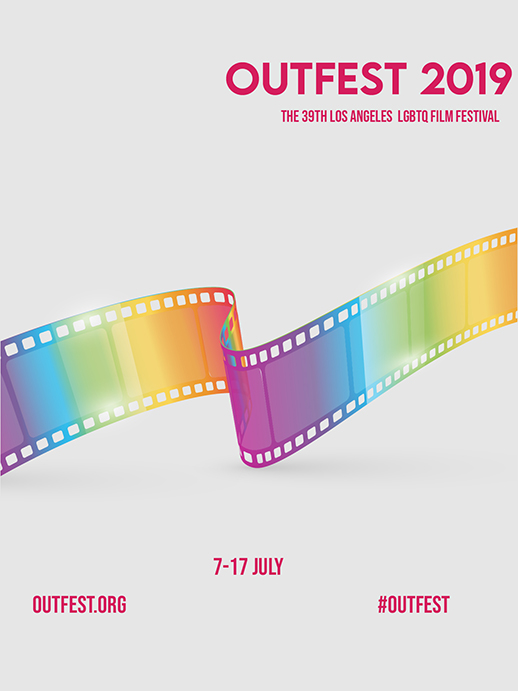 OUTFEST 2019
THE 39TH LOS ANGELES LGBTQ FILM FESTIVAL
7-17 JULY
OUTFEST.ORG
#OUTFEST